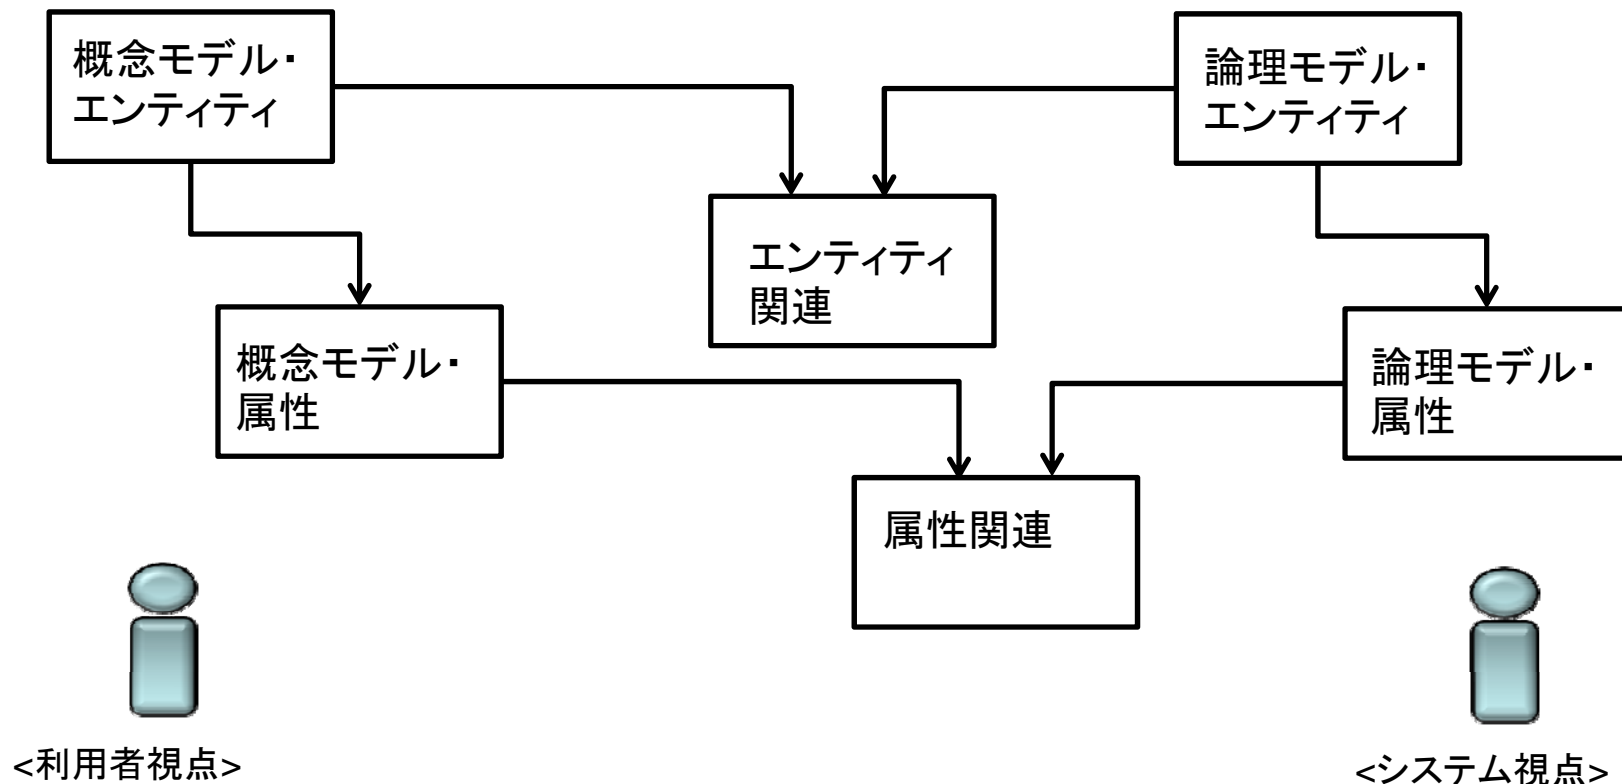 概念モデル・
エンティティ
論理モデル・
エンティティ
エンティティ
関連
概念モデル・
属性
論理モデル・
属性
属性関連
<利用者視点>
<システム視点>